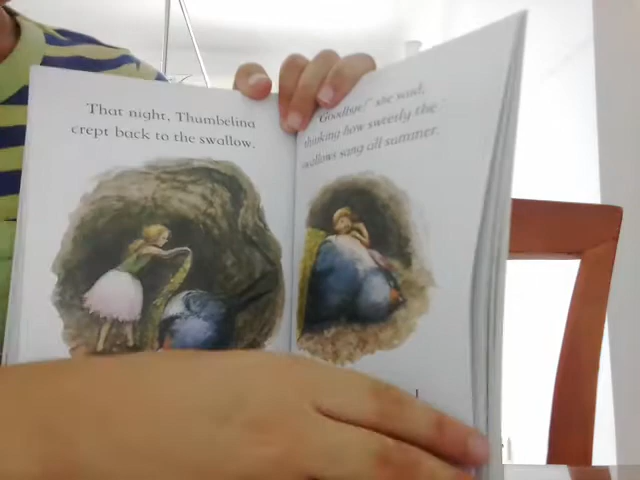 That night, Thumbelina
crept back to the swallow.
"Goodbye!" she said,
thinking how sweetly the
swallows sang all summer.